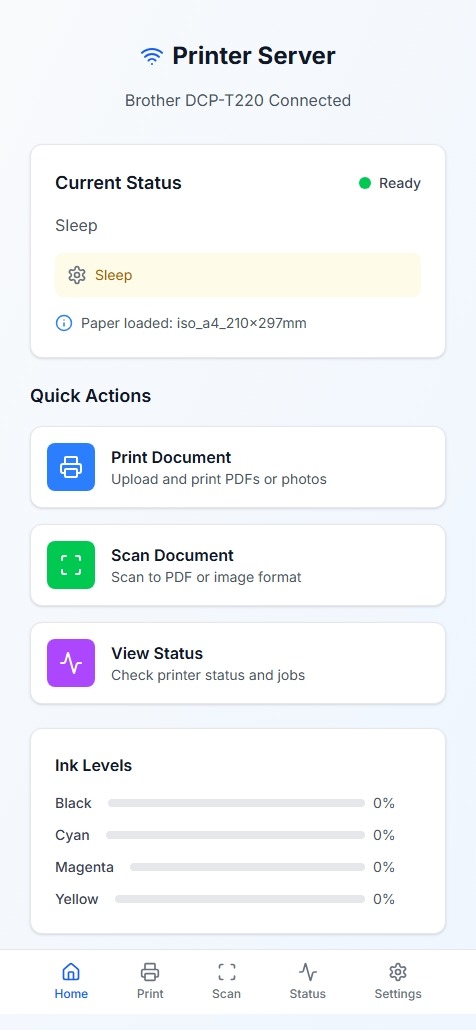 Printer Server
Brother DCP-T220 Connected
Current Status
Ready
Sleep
Sleep
Paper loaded: iso_a4_210×297mm
Quick Actions
Print Document
Upload and print PDFs or photos
Scan Document
Scan to PDF or image format
View Status
Check printer status and jobs
Ink Levels
Black 0%
Cyan 0%
Magenta 0%
Yellow 0%
Home Print Scan Status Settings